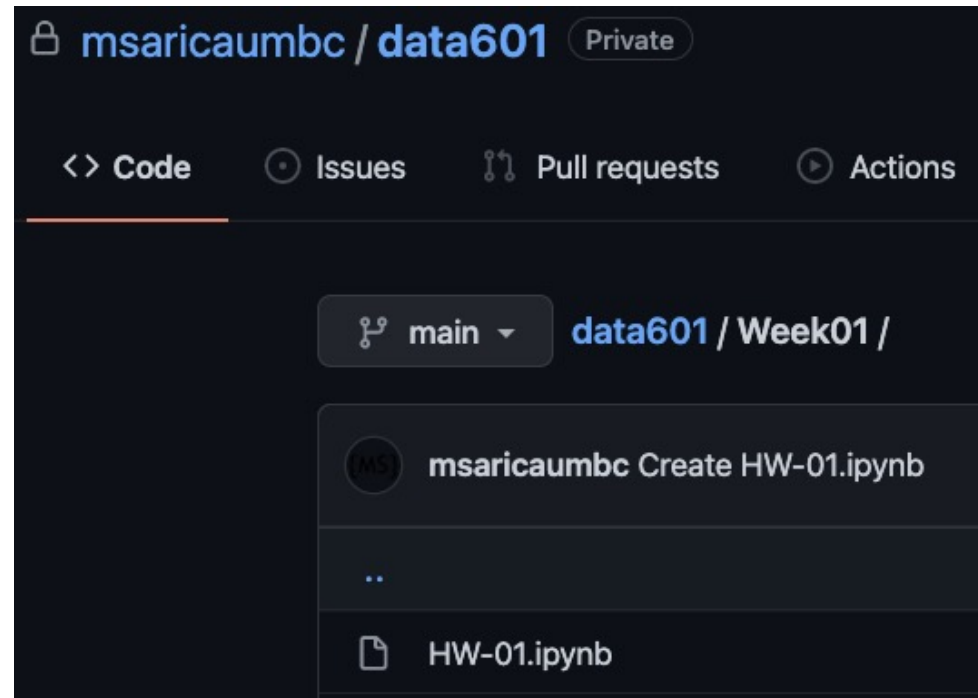 msaricaumbc / data601 Private
<> Code Issues Pull requests Actions
main data601 / Week01 /
[MS] msaricaumbc Create HW-01.ipynb
..
HW-01.ipynb